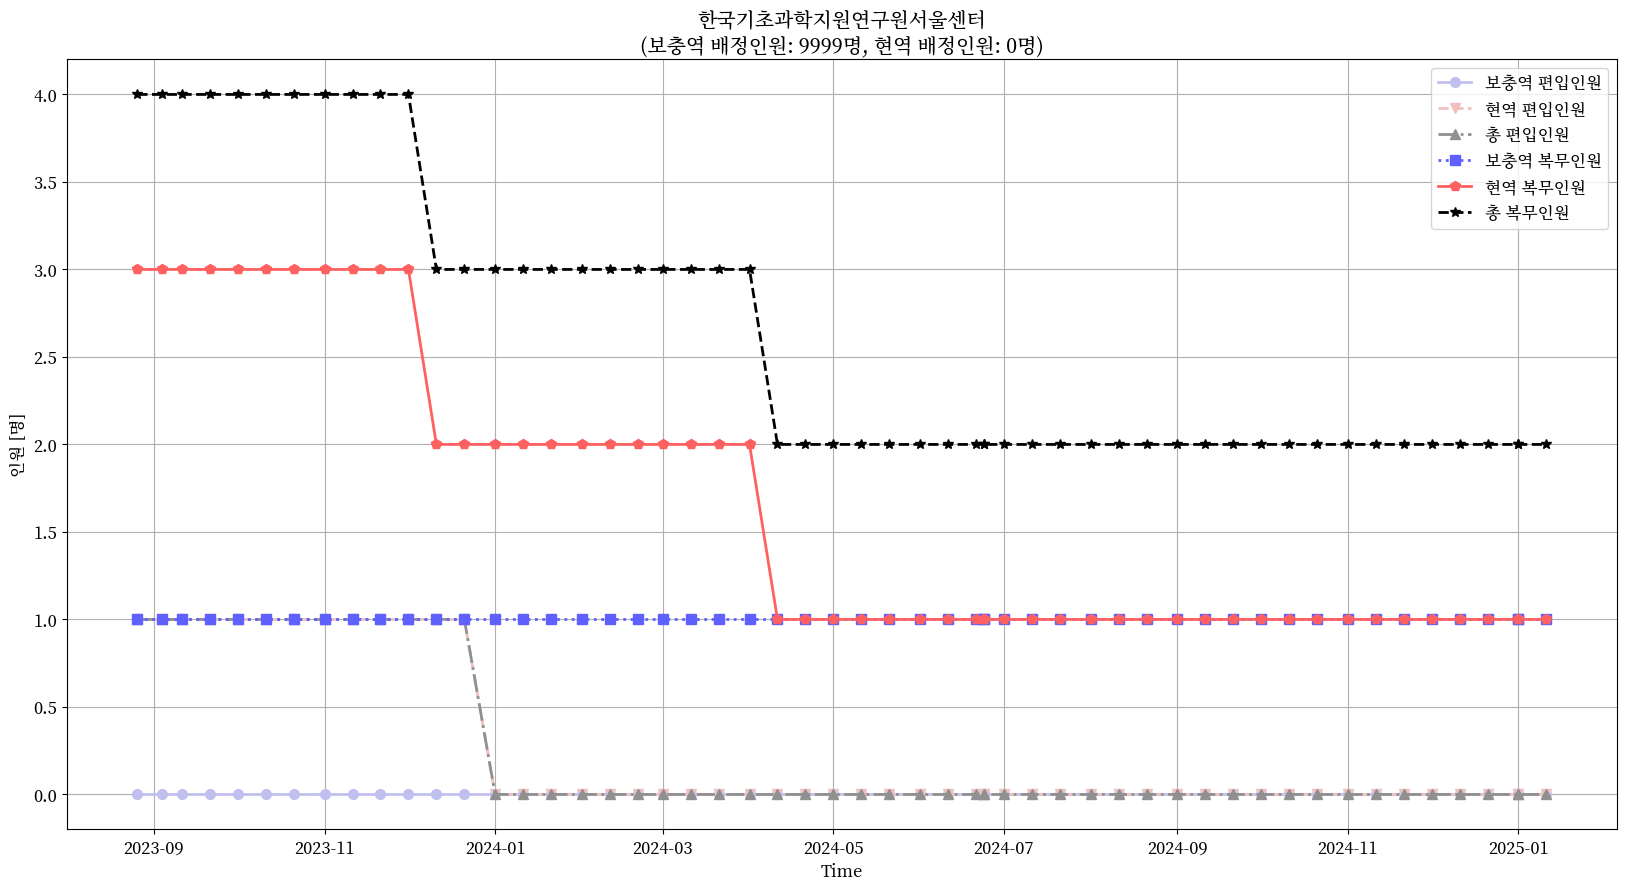 한국기초과학지원연구원서울센터
(보충역 배정인원: 9999명, 현역 배정인원: 0명)
보충역 편입인원
현역 편입인원
총 편입인원
보충역 복무인원
현역 복무인원
총 복무인원
4.0
3.5
3.0
2.5
2.0
1.5
1.0
0.5
0.0
인원 [명]
2023-09
2023-11
2024-01
2024-03
2024-05
2024-07
2024-09
2024-11
2025-01
Time